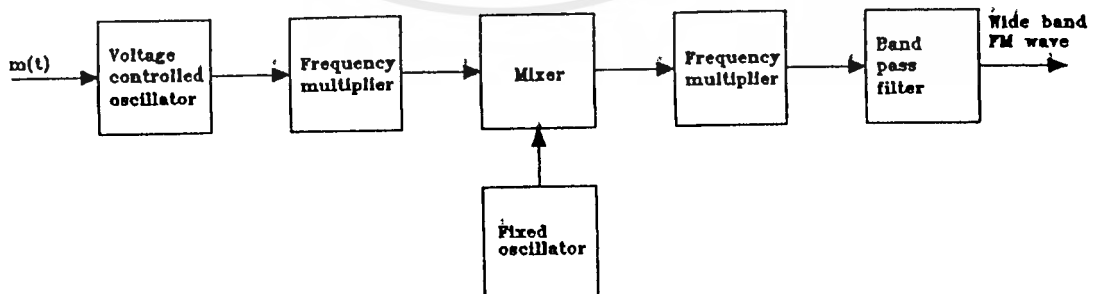 m(t)
Voltage
controlled
oscillator
Frequency
multiplier
Mixer
Frequency
multiplier
Band
pass
filter
Wide band
FM wave
Fixed
oscillator